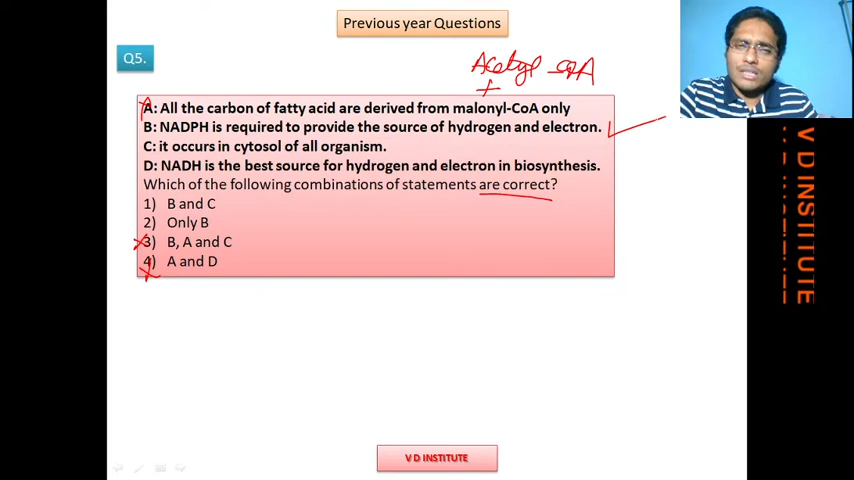 Previous year Questions
Q5.
Acetyl-CoA
+
A: All the carbon of fatty acid are derived from malonyl-CoA only
B: NADPH is required to provide the source of hydrogen and electron.
C: it occurs in cytosol of all organism.
D: NADH is the best source for hydrogen and electron in biosynthesis.
Which of the following combinations of statements are correct?
1) B and C
2) Only B
3) B, A and C
4) A and D
V D INSTITUTE
V D INSTITUTE